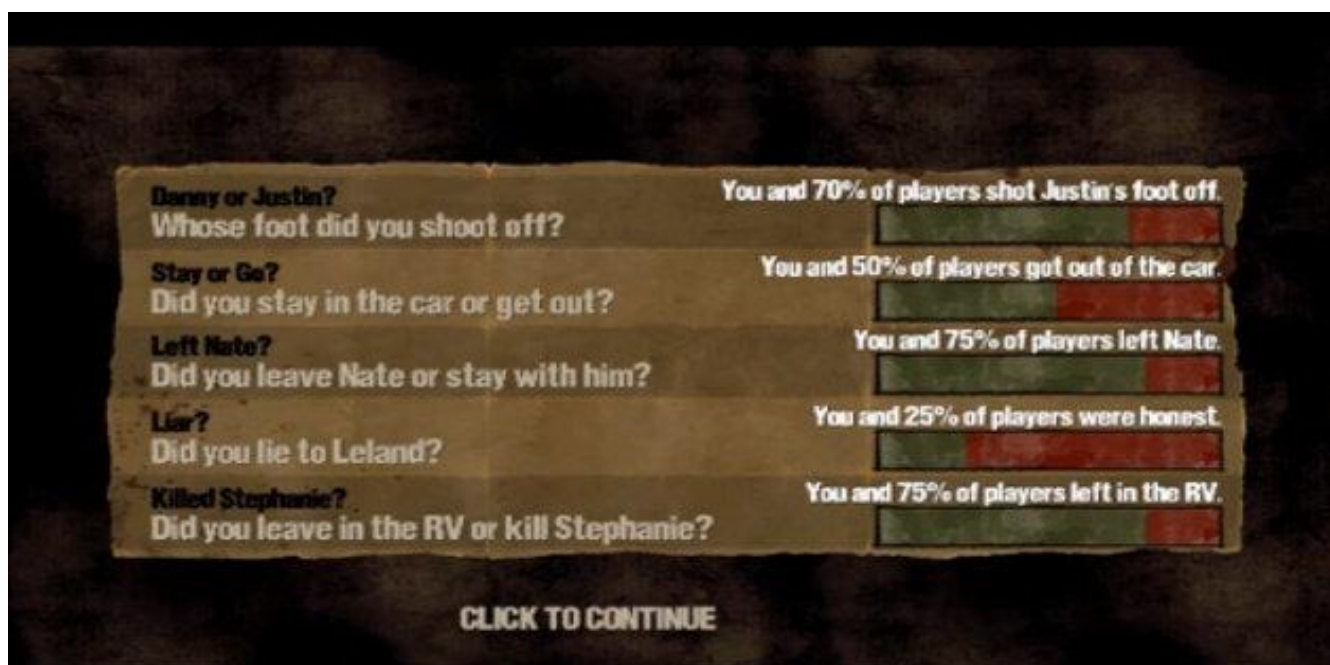 Danny or Justin?
You and 70% of players shot Justin's foot off.
Whose foot did you shoot off?
Stay or Go?
You and 50% of players got out of the car.
Did you stay in the car or get out?
Left Nate?
You and 75% of players left Nate.
Did you leave Nate or stay with him?
Liar?
You and 25% of players were honest.
Did you lie to Leland?
Killed Stephanie?
You and 75% of players left in the RV.
Did you leave in the RV or kill Stephanie?
CLICK TO CONTINUE